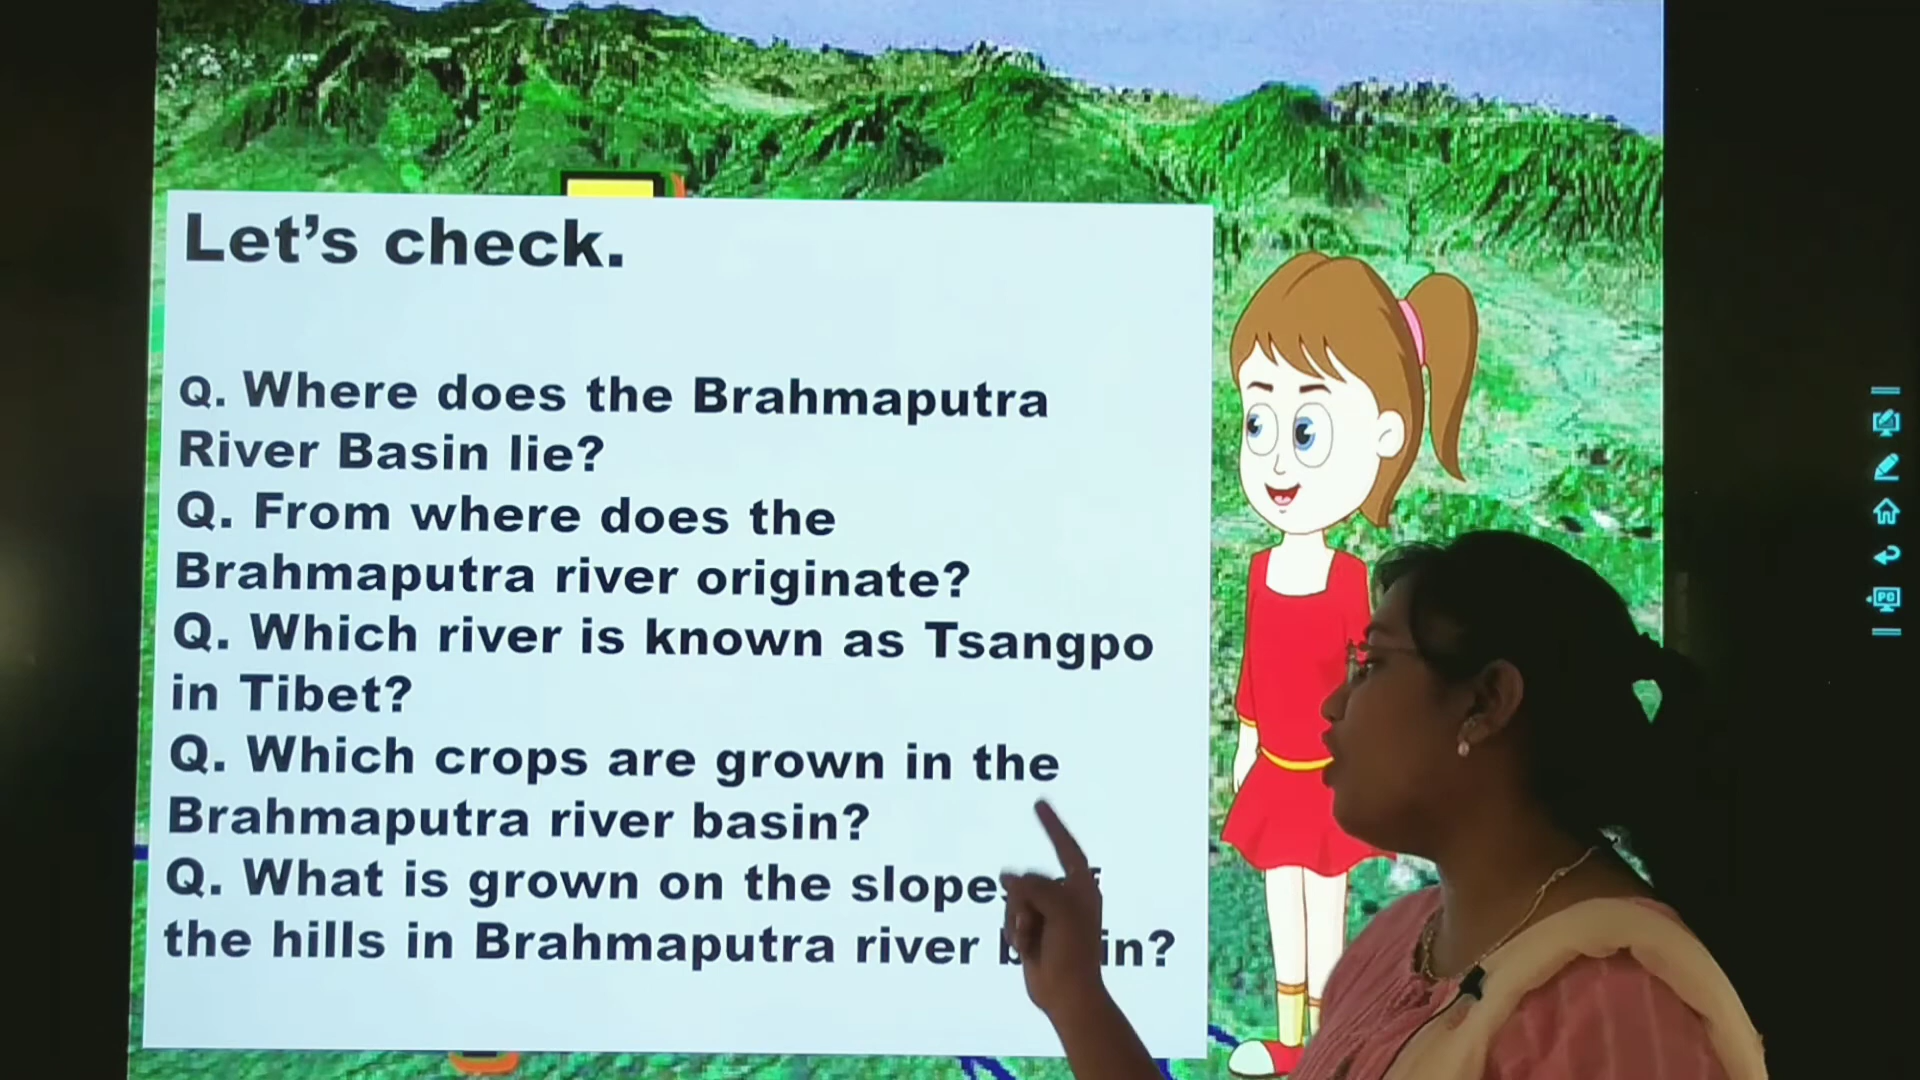 Let's check.
Q. Where does the Brahmaputra
River Basin lie?
Q. From where does the
Brahmaputra river originate?
Q. Which river is known as Tsangpo
in Tibet?
Q. Which crops are grown in the
Brahmaputra river basin?
Q. What is grown on the slopes
the hills in Brahmaputra river
PC